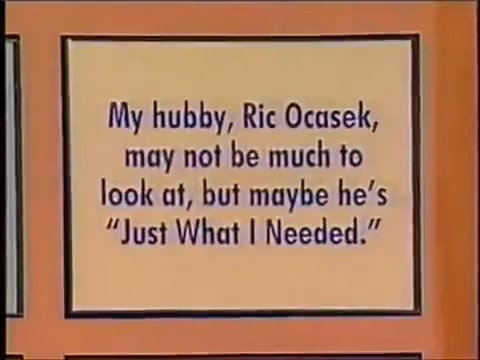 My hubby, Ric Ocasek,
may not be much to
look at, but maybe he's
"Just What I Needed."